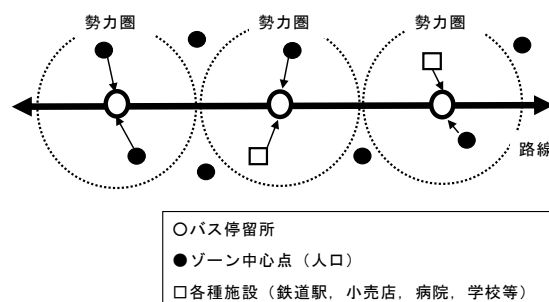 勢力圏 勢力圏 勢力圏
路線
○バス停留所
●ゾーン中心点（人口）
□各種施設（鉄道駅，小売店，病院，学校等）